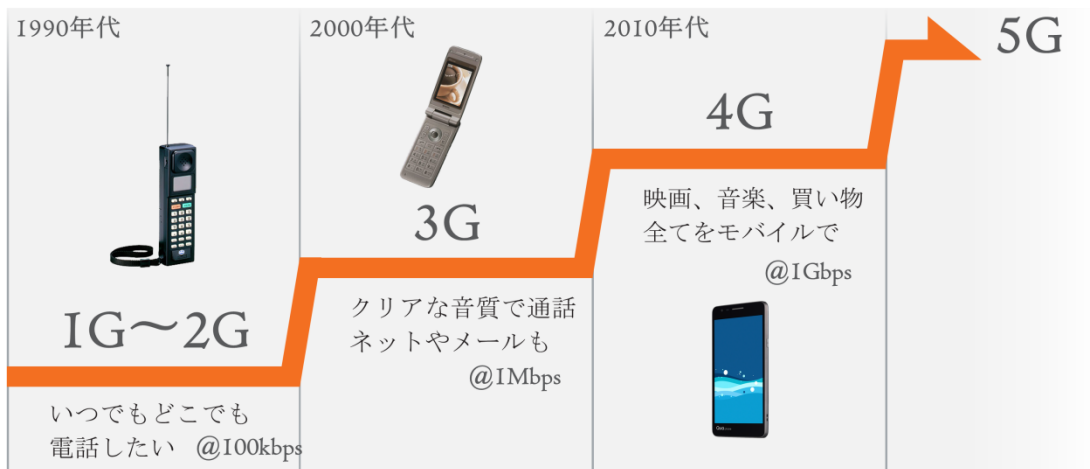 1990年代
1G～2G
いつでもどこでも
電話したい @100kbps
2000年代
3G
クリアな音質で通話
ネットやメールも
@1Mbps
2010年代
4G
映画、音楽、買い物
全てをモバイルで
@1Gbps
5G